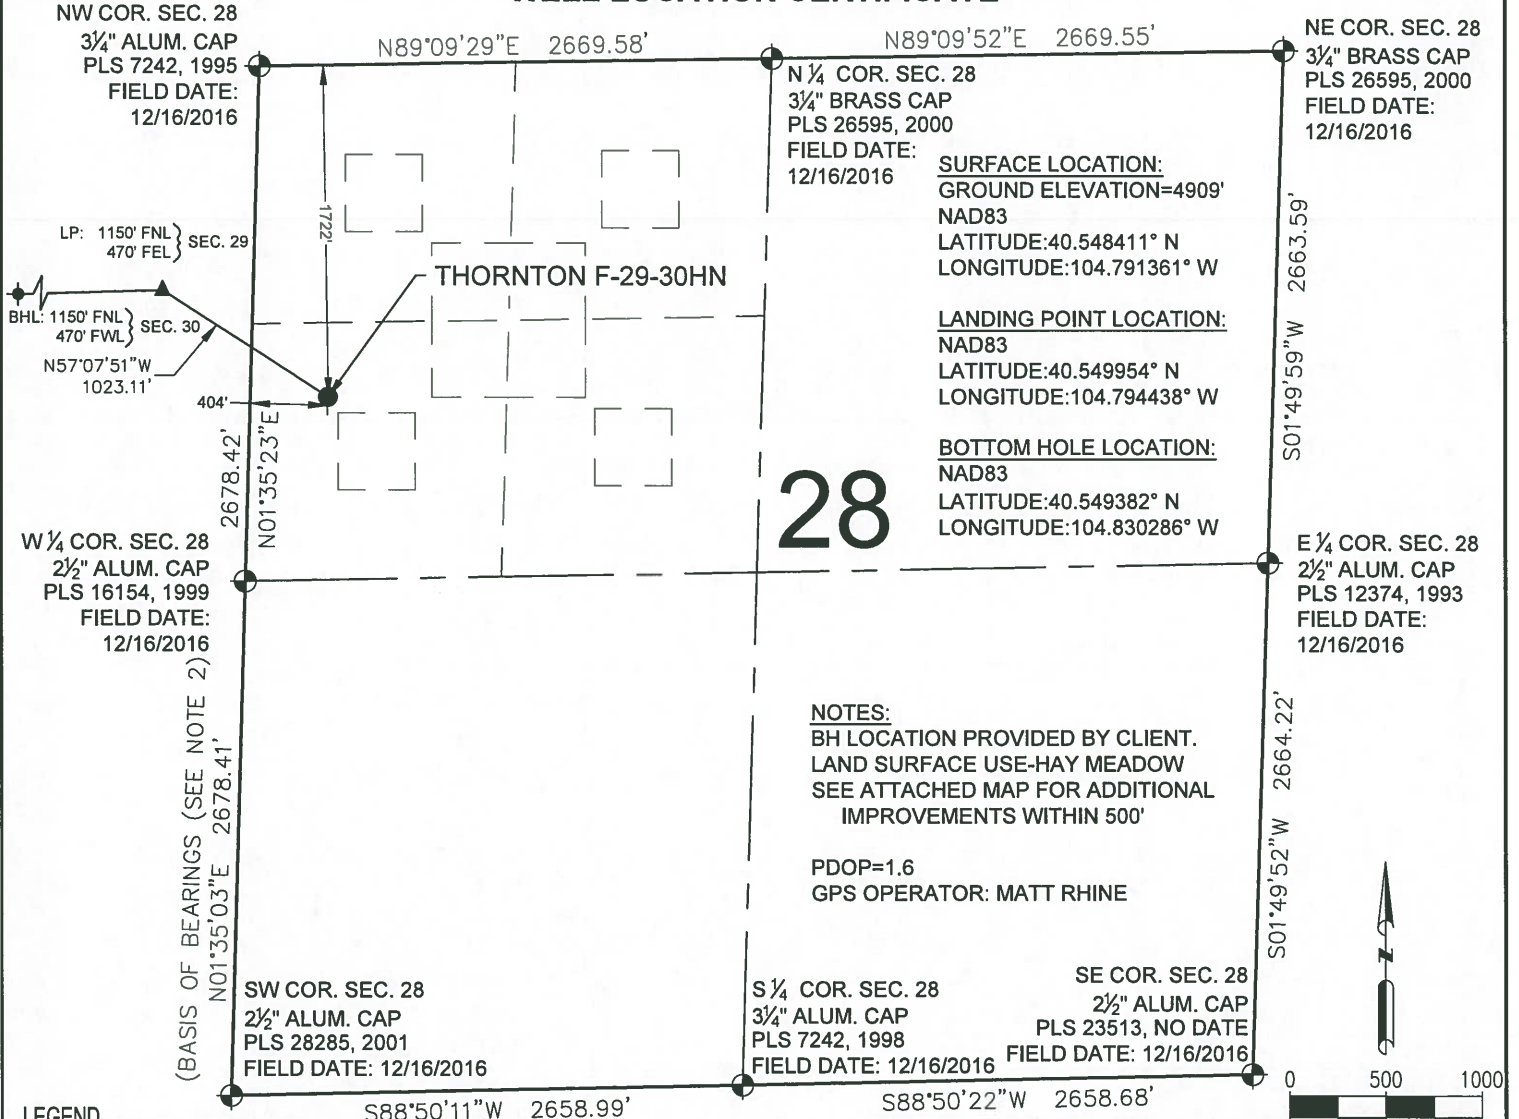 WELL LOCATION CERTIFICATE
NW COR. SEC. 28
3¼" ALUM. CAP
PLS 7242, 1995
FIELD DATE:
12/16/2016
N89°09'29"E 2669.58'
N89°09'52"E 2669.55'
NE COR. SEC. 28
3¼" BRASS CAP
PLS 26595, 2000
FIELD DATE:
12/16/2016
N ¼ COR. SEC. 28
3¼" BRASS CAP
PLS 26595, 2000
FIELD DATE:
12/16/2016
SURFACE LOCATION:
GROUND ELEVATION=4909'
NAD83
LATITUDE:40.548411° N
LONGITUDE:104.791361° W
LANDING POINT LOCATION:
NAD83
LATITUDE:40.549954° N
LONGITUDE:104.794438° W
BOTTOM HOLE LOCATION:
NAD83
LATITUDE:40.549382° N
LONGITUDE:104.830286° W
1722'
LP: 1150' FNL
470' FEL
SEC. 29
THORNTON F-29-30HN
BHL: 1150' FNL
470' FWL
SEC. 30
N57°07'51"W
1023.11'
404'
2678.42'
N01°35'23"E
S01°49'59"W 2663.59'
28
W ¼ COR. SEC. 28
2½" ALUM. CAP
PLS 16154, 1999
FIELD DATE:
12/16/2016
E ¼ COR. SEC. 28
2½" ALUM. CAP
PLS 12374, 1993
FIELD DATE:
12/16/2016
(BASIS OF BEARINGS (SEE NOTE 2)
N01°35'03"E 2678.41'
NOTES:
BH LOCATION PROVIDED BY CLIENT.
LAND SURFACE USE-HAY MEADOW
SEE ATTACHED MAP FOR ADDITIONAL
IMPROVEMENTS WITHIN 500'
PDOP=1.6
GPS OPERATOR: MATT RHINE
S01°49'52"W 2664.22'
N
SW COR. SEC. 28
2½" ALUM. CAP
PLS 28285, 2001
FIELD DATE: 12/16/2016
S ¼ COR. SEC. 28
3¼" ALUM. CAP
PLS 7242, 1998
FIELD DATE: 12/16/2016
SE COR. SEC. 28
2½" ALUM. CAP
PLS 23513, NO DATE
FIELD DATE: 12/16/2016
0 500 1000
LEGEND
S88°50'11"W 2658.99'
S88°50'22"W 2658.68'